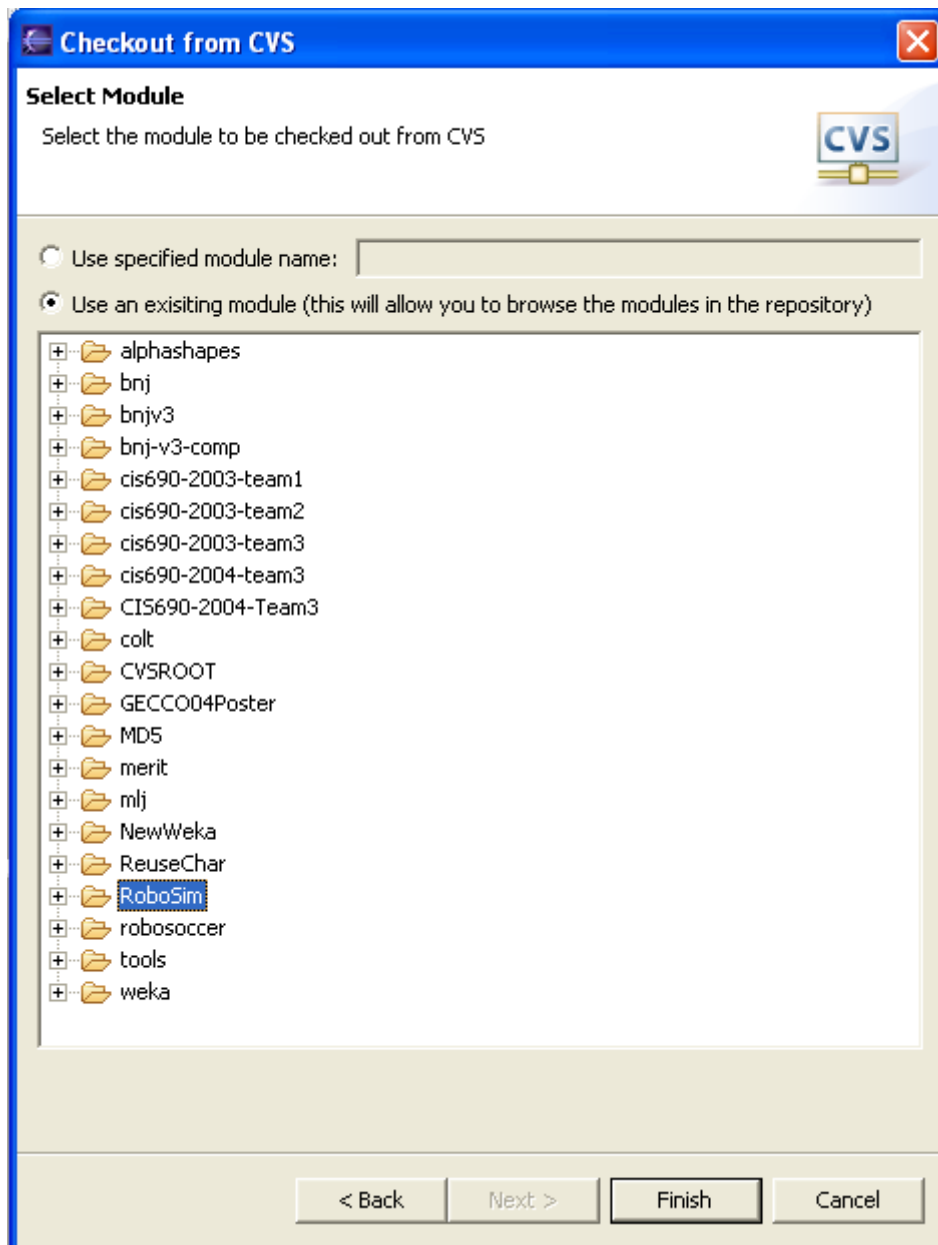 Checkout from CVS
Select Module
Select the module to be checked out from CVS
CVS
Use specified module name:
Use an exisiting module (this will allow you to browse the modules in the repository)
alphashapes
bnj
bnjv3
bnj-v3-comp
cis690-2003-team1
cis690-2003-team2
cis690-2003-team3
cis690-2004-team3
CIS690-2004-Team3
colt
CVSROOT
GECCO04Poster
MD5
merit
mlj
NewWeka
ReuseChar
RoboSim
robosoccer
tools
weka
< Back Next > Finish Cancel